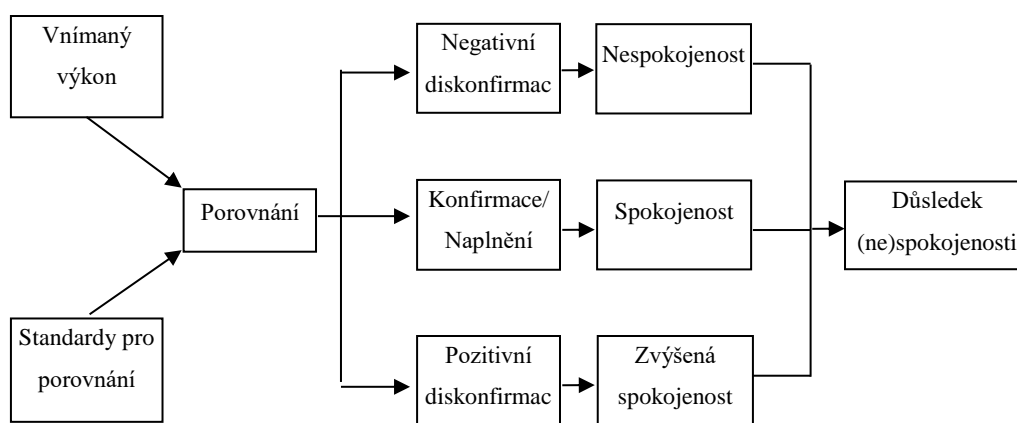 Vnímaný
výkon
Standardy pro
porovnání
Porovnání
Negativní
diskonfirmac
Nespokojenost
Konfirmace/
Naplnění
Spokojenost
Pozitivní
diskonfirmac
Zvýšená
spokojenost
Důsledek
(ne)spokojenosti